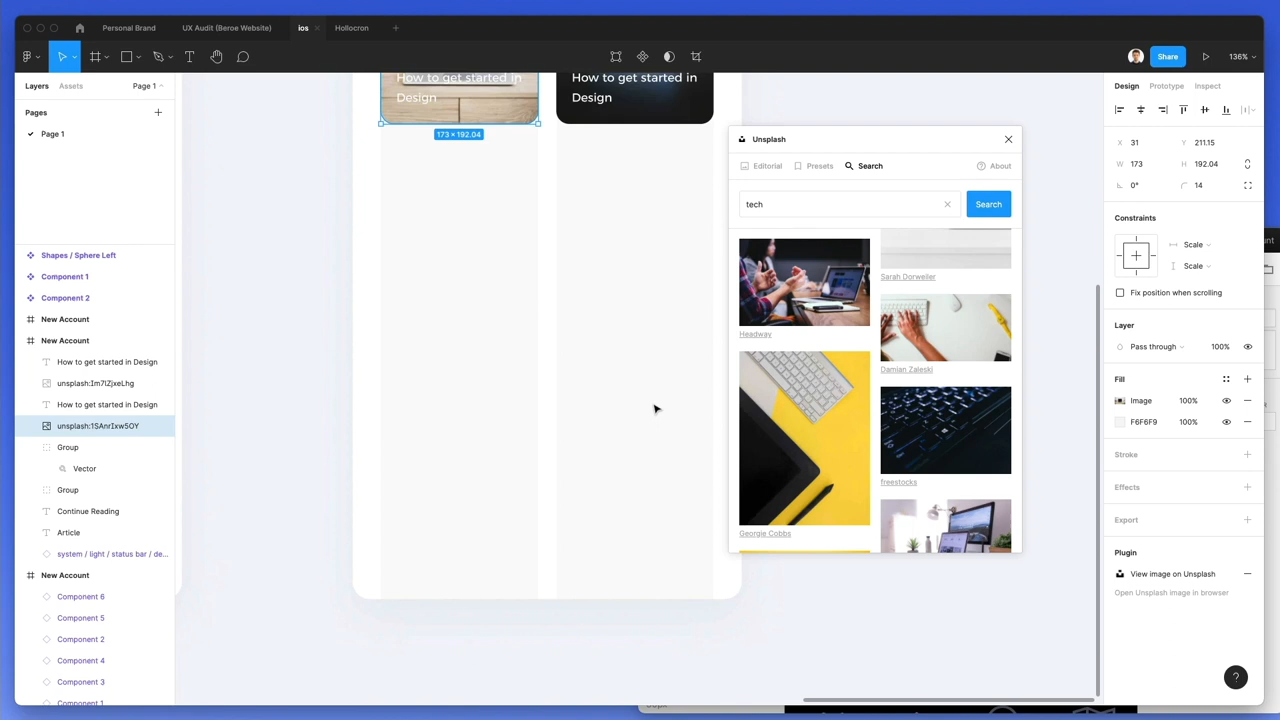 Personal Brand
UX Audit (Beroe Website)
ios
Hollocron
Share
136%
Layers
Assets
Page 1
Pages
Page 1
Shapes / Sphere Left
Component 1
Component 2
New Account
New Account
How to get started in Design
unsplash:Im7lZjxeLhg
How to get started in Design
unsplash:1SAnrIxw5OY
Group
Vector
Group
Continue Reading
Article
system / light / status bar / de...
New Account
Component 6
Component 5
Component 2
Component 4
Component 3
Component 1
How to get started in
Design
173 × 192.04
How to get started in
Design
Unsplash
Editorial
Presets
Search
About
tech
Search
Headway
Georgie Cobbs
Sarah Dorweiler
Damian Zaleski
freestocks
Design
Prototype
Inspect
X 31 Y 211.15
W 173 H 192.04
0° 14
Constraints
Scale
Scale
Fix position when scrolling
Layer
Pass through 100%
Fill
Image 100%
F6F6F9 100%
Stroke
Effects
Export
Plugin
View image on Unsplash
Open Unsplash image in browser
?